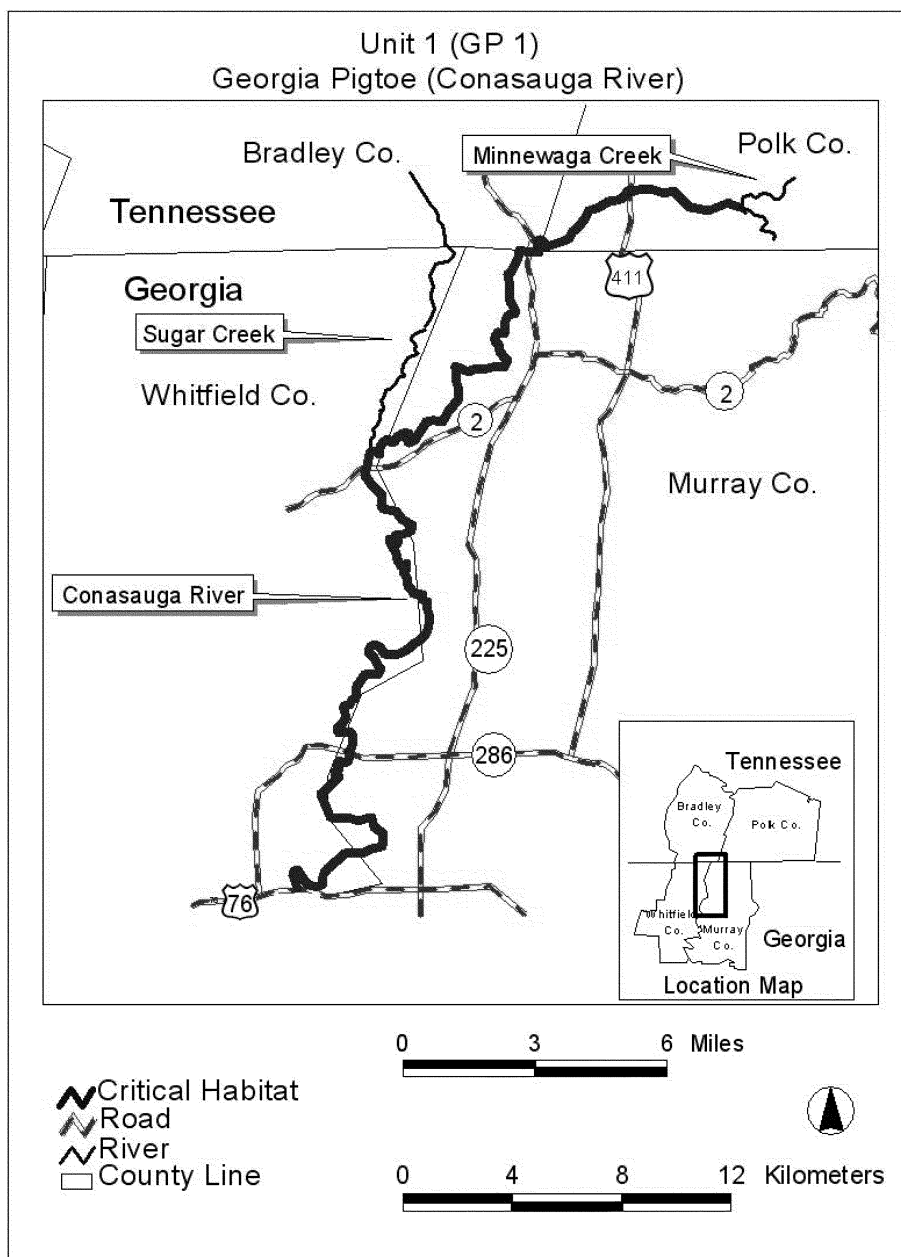 Unit 1 (GP 1)
Georgia Pigtoe (Conasauga River)
Bradley Co.
Minnewaga Creek
Polk Co.
Tennessee
Georgia
411
Sugar Creek
Whitfield Co.
2
2
Murray Co.
Conasauga River
225
286
76
Tennessee
Bradley
Co.
Polk Co.
Whitfield
Co.
Murray
Co.
Georgia
Location Map
0 3 6 Miles
Critical Habitat
Road
River
County Line
0 4 8 12 Kilometers